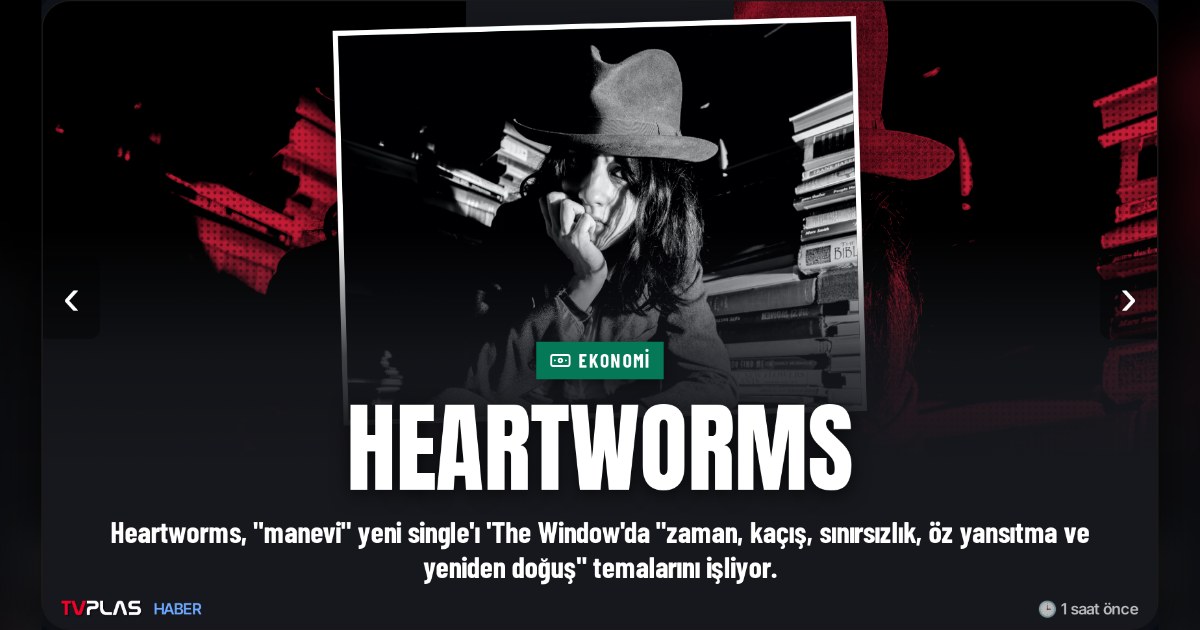 BIBL
EKONOMİ
HEARTWORMS
Heartworms, "manevi" yeni single'ı 'The Window'da "zaman, kaçış, sınırsızlık, öz yansıtma ve
yeniden doğuş" temalarını işliyor.
TVPLAS HABER
1 saat önce